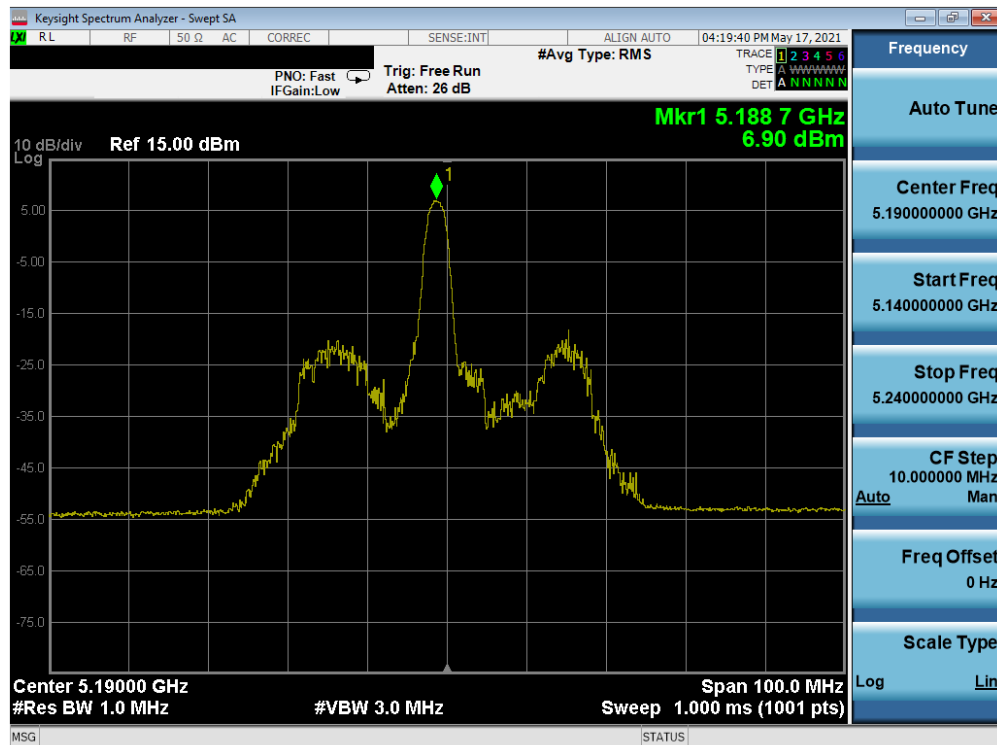 Keysight Spectrum Analyzer - Swept SA
LXI RL RF 50 Ω AC CORREC SENSE:INT ALIGN AUTO 04:19:40 PM May 17, 2021
PNO: Fast
IFGain:Low
Trig: Free Run
Atten: 26 dB
#Avg Type: RMS
TRACE 1 2 3 4 5 6
TYPE A WWWWW
DET A N N N N N
Mkr1 5.188 7 GHz
6.90 dBm
10 dB/div
Log
Ref 15.00 dBm
1
5.00
-5.00
-15.0
-25.0
-35.0
-45.0
-55.0
-65.0
-75.0
Center 5.19000 GHz
Span 100.0 MHz
#Res BW 1.0 MHz
#VBW 3.0 MHz
Sweep 1.000 ms (1001 pts)
MSG
STATUS
Frequency
Auto Tune
Center Freq
5.190000000 GHz
Start Freq
5.140000000 GHz
Stop Freq
5.240000000 GHz
CF Step
10.000000 MHz
Auto Man
Freq Offset
0 Hz
Scale Type
Log Lin